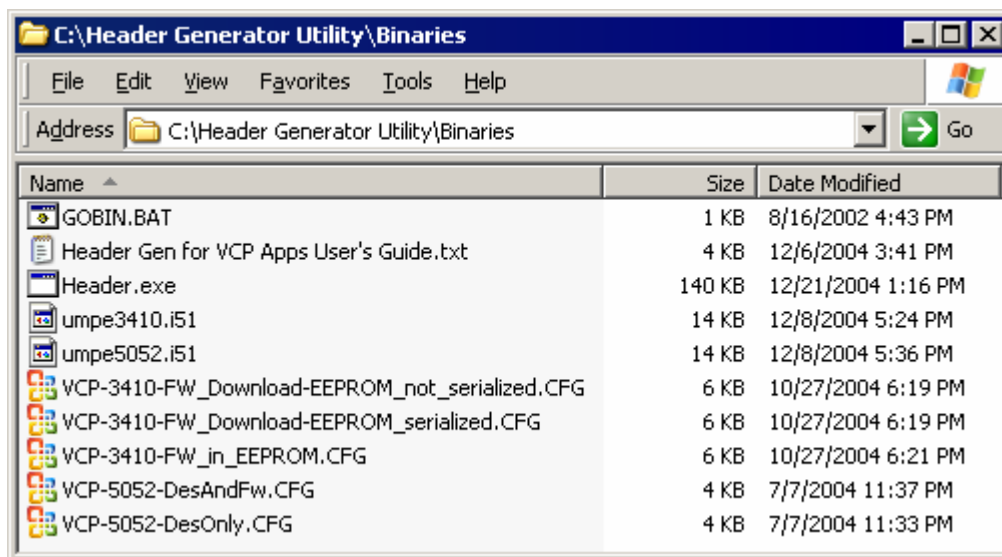 C:\Header Generator Utility\Binaries
File Edit View Favorites Tools Help
Address C:\Header Generator Utility\Binaries Go
Name Size Date Modified
GOBIN.BAT 1 KB 8/16/2002 4:43 PM
Header Gen for VCP Apps User's Guide.txt 4 KB 12/6/2004 3:41 PM
Header.exe 140 KB 12/21/2004 1:16 PM
umpe3410.i51 14 KB 12/8/2004 5:24 PM
umpe5052.i51 14 KB 12/8/2004 5:36 PM
VCP-3410-FW_Download-EEPROM_not_serialized.CFG 6 KB 10/27/2004 6:19 PM
VCP-3410-FW_Download-EEPROM_serialized.CFG 6 KB 10/27/2004 6:19 PM
VCP-3410-FW_in_EEPROM.CFG 6 KB 10/27/2004 6:21 PM
VCP-5052-DesAndFw.CFG 4 KB 7/7/2004 11:37 PM
VCP-5052-DesOnly.CFG 4 KB 7/7/2004 11:33 PM